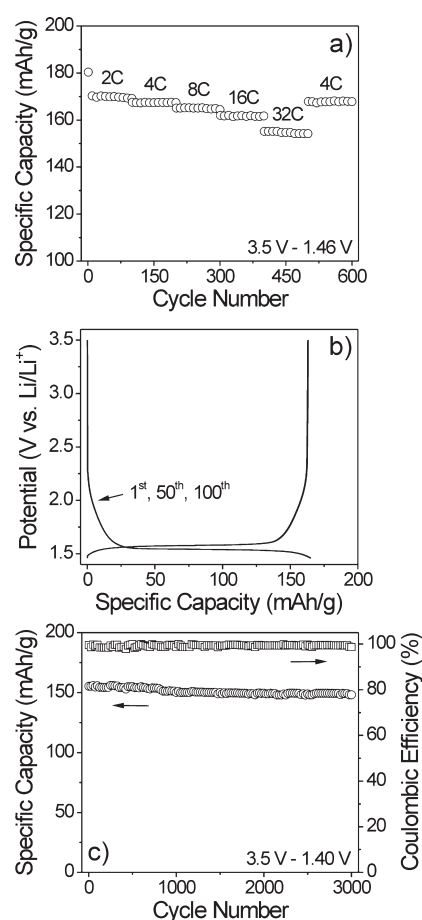 200
a)
180
2C
4C
8C
16C
32C
4C
160
140
120
100
3.5 V - 1.46 V
0
150
300
450
600
Specific Capacity (mAh/g)
Cycle Number
b)
3.5
3.0
2.5
2.0
1.5
1st, 50th, 100th
0
50
100
150
200
Potential (V vs. Li/Li+)
Specific Capacity (mAh/g)
200
150
100
50
0
100
80
60
40
20
0
c)
3.5 V - 1.40 V
0
1000
2000
3000
Specific Capacity (mAh/g)
Coulombic Efficiency (%)
Cycle Number